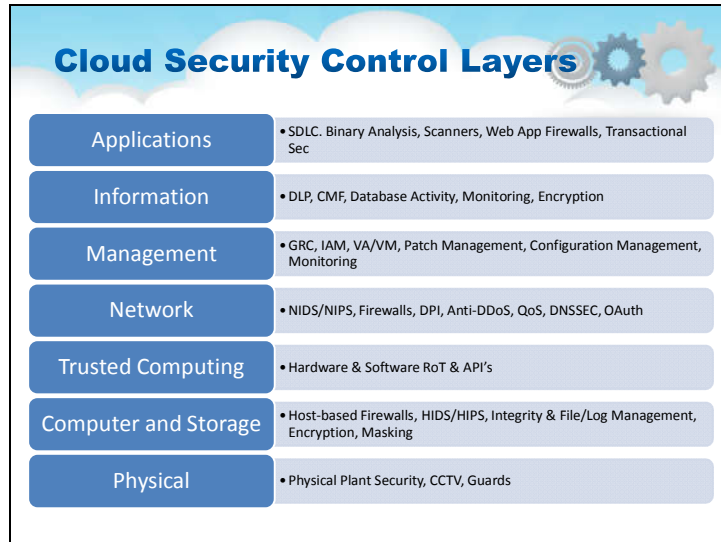 Cloud Security Control Layers
Applications
• SDLC. Binary Analysis, Scanners, Web App Firewalls, Transactional
Sec
Information
• DLP, CMF, Database Activity, Monitoring, Encryption
Management
• GRC, IAM, VA/VM, Patch Management, Configuration Management,
Monitoring
Network
• NIDS/NIPS, Firewalls, DPI, Anti-DDoS, QoS, DNSSEC, OAuth
Trusted Computing
• Hardware & Software RoT & API's
Computer and Storage
• Host-based Firewalls, HIDS/HIPS, Integrity & File/Log Management,
Encryption, Masking
Physical
• Physical Plant Security, CCTV, Guards